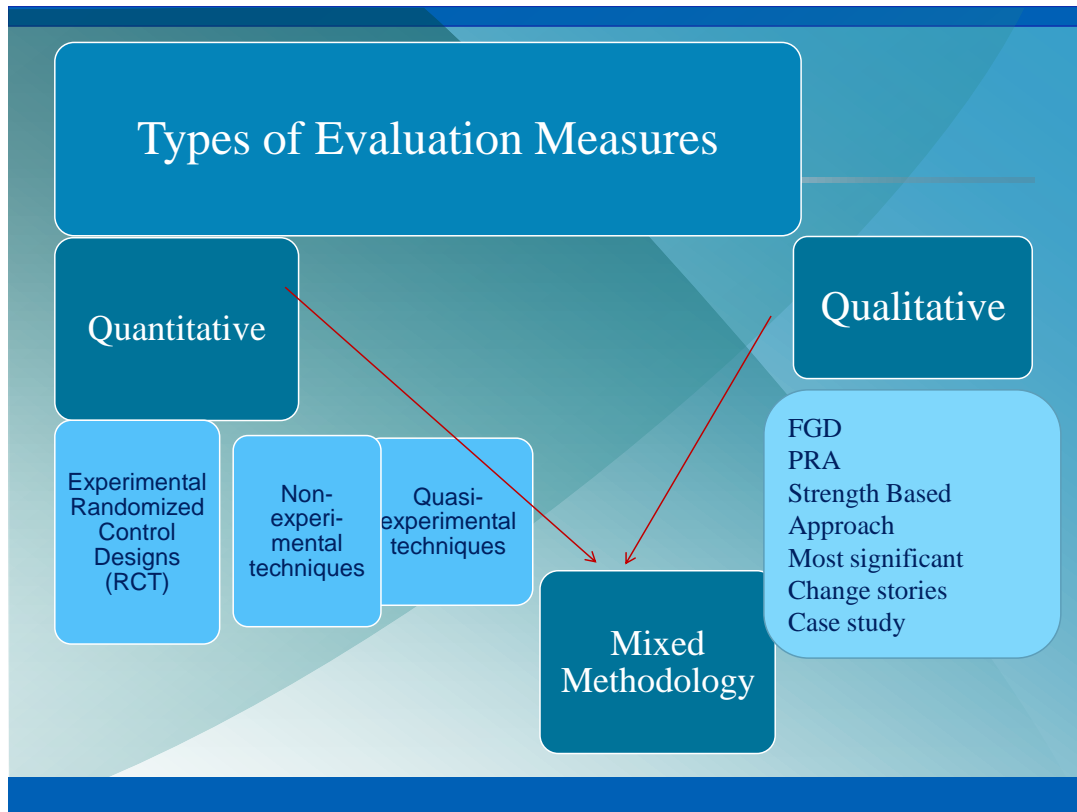 Types of Evaluation Measures
Quantitative
Qualitative
Experimental
Randomized
Control
Designs
(RCT)
Non-
experi-
mental
techniques
Quasi-
experimental
techniques
FGD
PRA
Strength Based
Approach
Most significant
Change stories
Case study
Mixed
Methodology